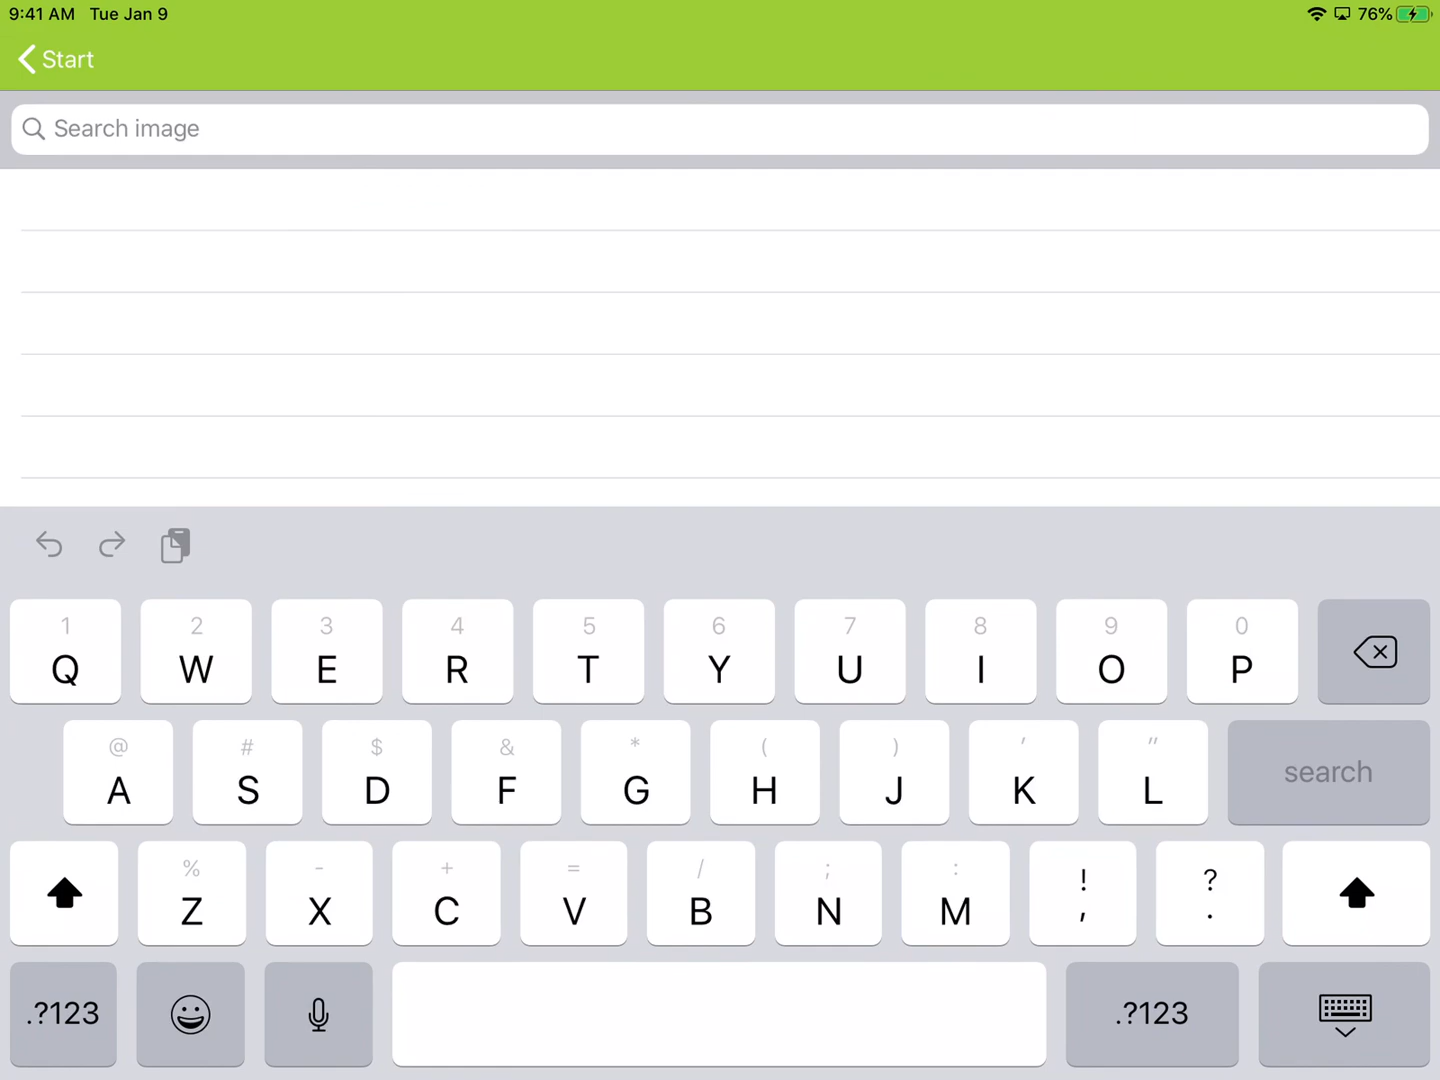 9:41 AM Tue Jan 9 76%
Start
Search image
1 2 3 4 5 6 7 8 9 0
Q W E R T Y U I O P
@ # $ & * ( ) ' "
A S D F G H J K L search
% - + = / ; : ! ?
Z X C V B N M , .
.?123 .?123